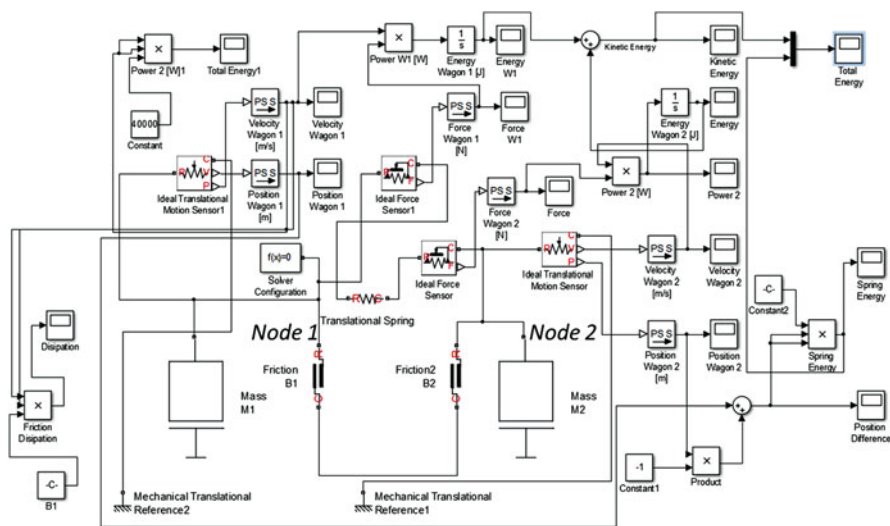 Power 2 [W]1
Total Energy1
40000
Constant
Power W1 [W]
1
s
Energy
Wagon 1 [J]
Energy
W1
Kinetic Energy
Kinetic
Energy
Total
Energy
PS S
Velocity
Wagon 1
[m/s]
Velocity
Wagon 1
PS S
Force
Wagon 1
[N]
Force
W1
1
s
Energy
Wagon 2 [J]
Energy
R
C
V
P
Ideal Translational
Motion Sensor1
PS S
Position
Wagon 1
[m]
Position
Wagon 1
R
C
F
Ideal Force
Sensor1
PS S
Force
Wagon 2
[N]
Force
Power 2 [W]
Power 2
f(x)=0
Solver
Configuration
R
C
F
Ideal Force
Sensor
R
C
V
P
Ideal Translational
Motion Sensor
PS S
Velocity
Wagon 2
[m/s]
Velocity
Wagon 2
-C-
Constant2
Spring
Energy
Translational Spring
Node 1
Node 2
Disipation
Friction
B1
Friction2
B2
PS S
Position
Wagon 2
[m]
Position
Wagon 2
Spring
Energy
Mass
M1
Mass
M2
Friction
Disipation
Position
Difference
-C-
B1
Mechanical Translational
Reference2
Mechanical Translational
Reference1
-1
Constant1
Product